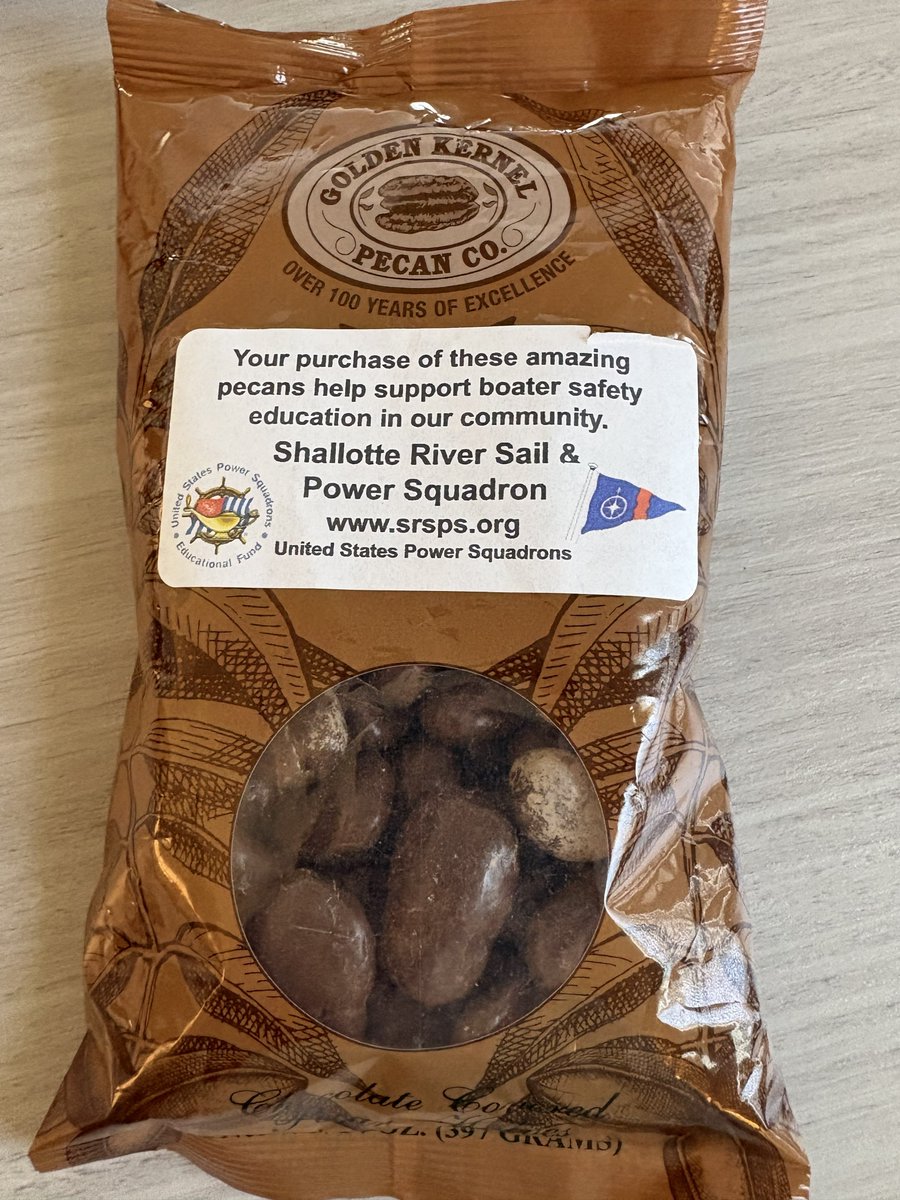 GOLDEN KERNEL
PECAN CO.
OVER 100 YEARS OF EXCELLENCE
Your purchase of these amazing
pecans help support boater safety
education in our community.
Shallotte River Sail &
Power Squadron
www.srsps.org
United States Power Squadrons
United States Power Squadrons
Educational Fund
Chocolate Covered
(397 GRAMS)